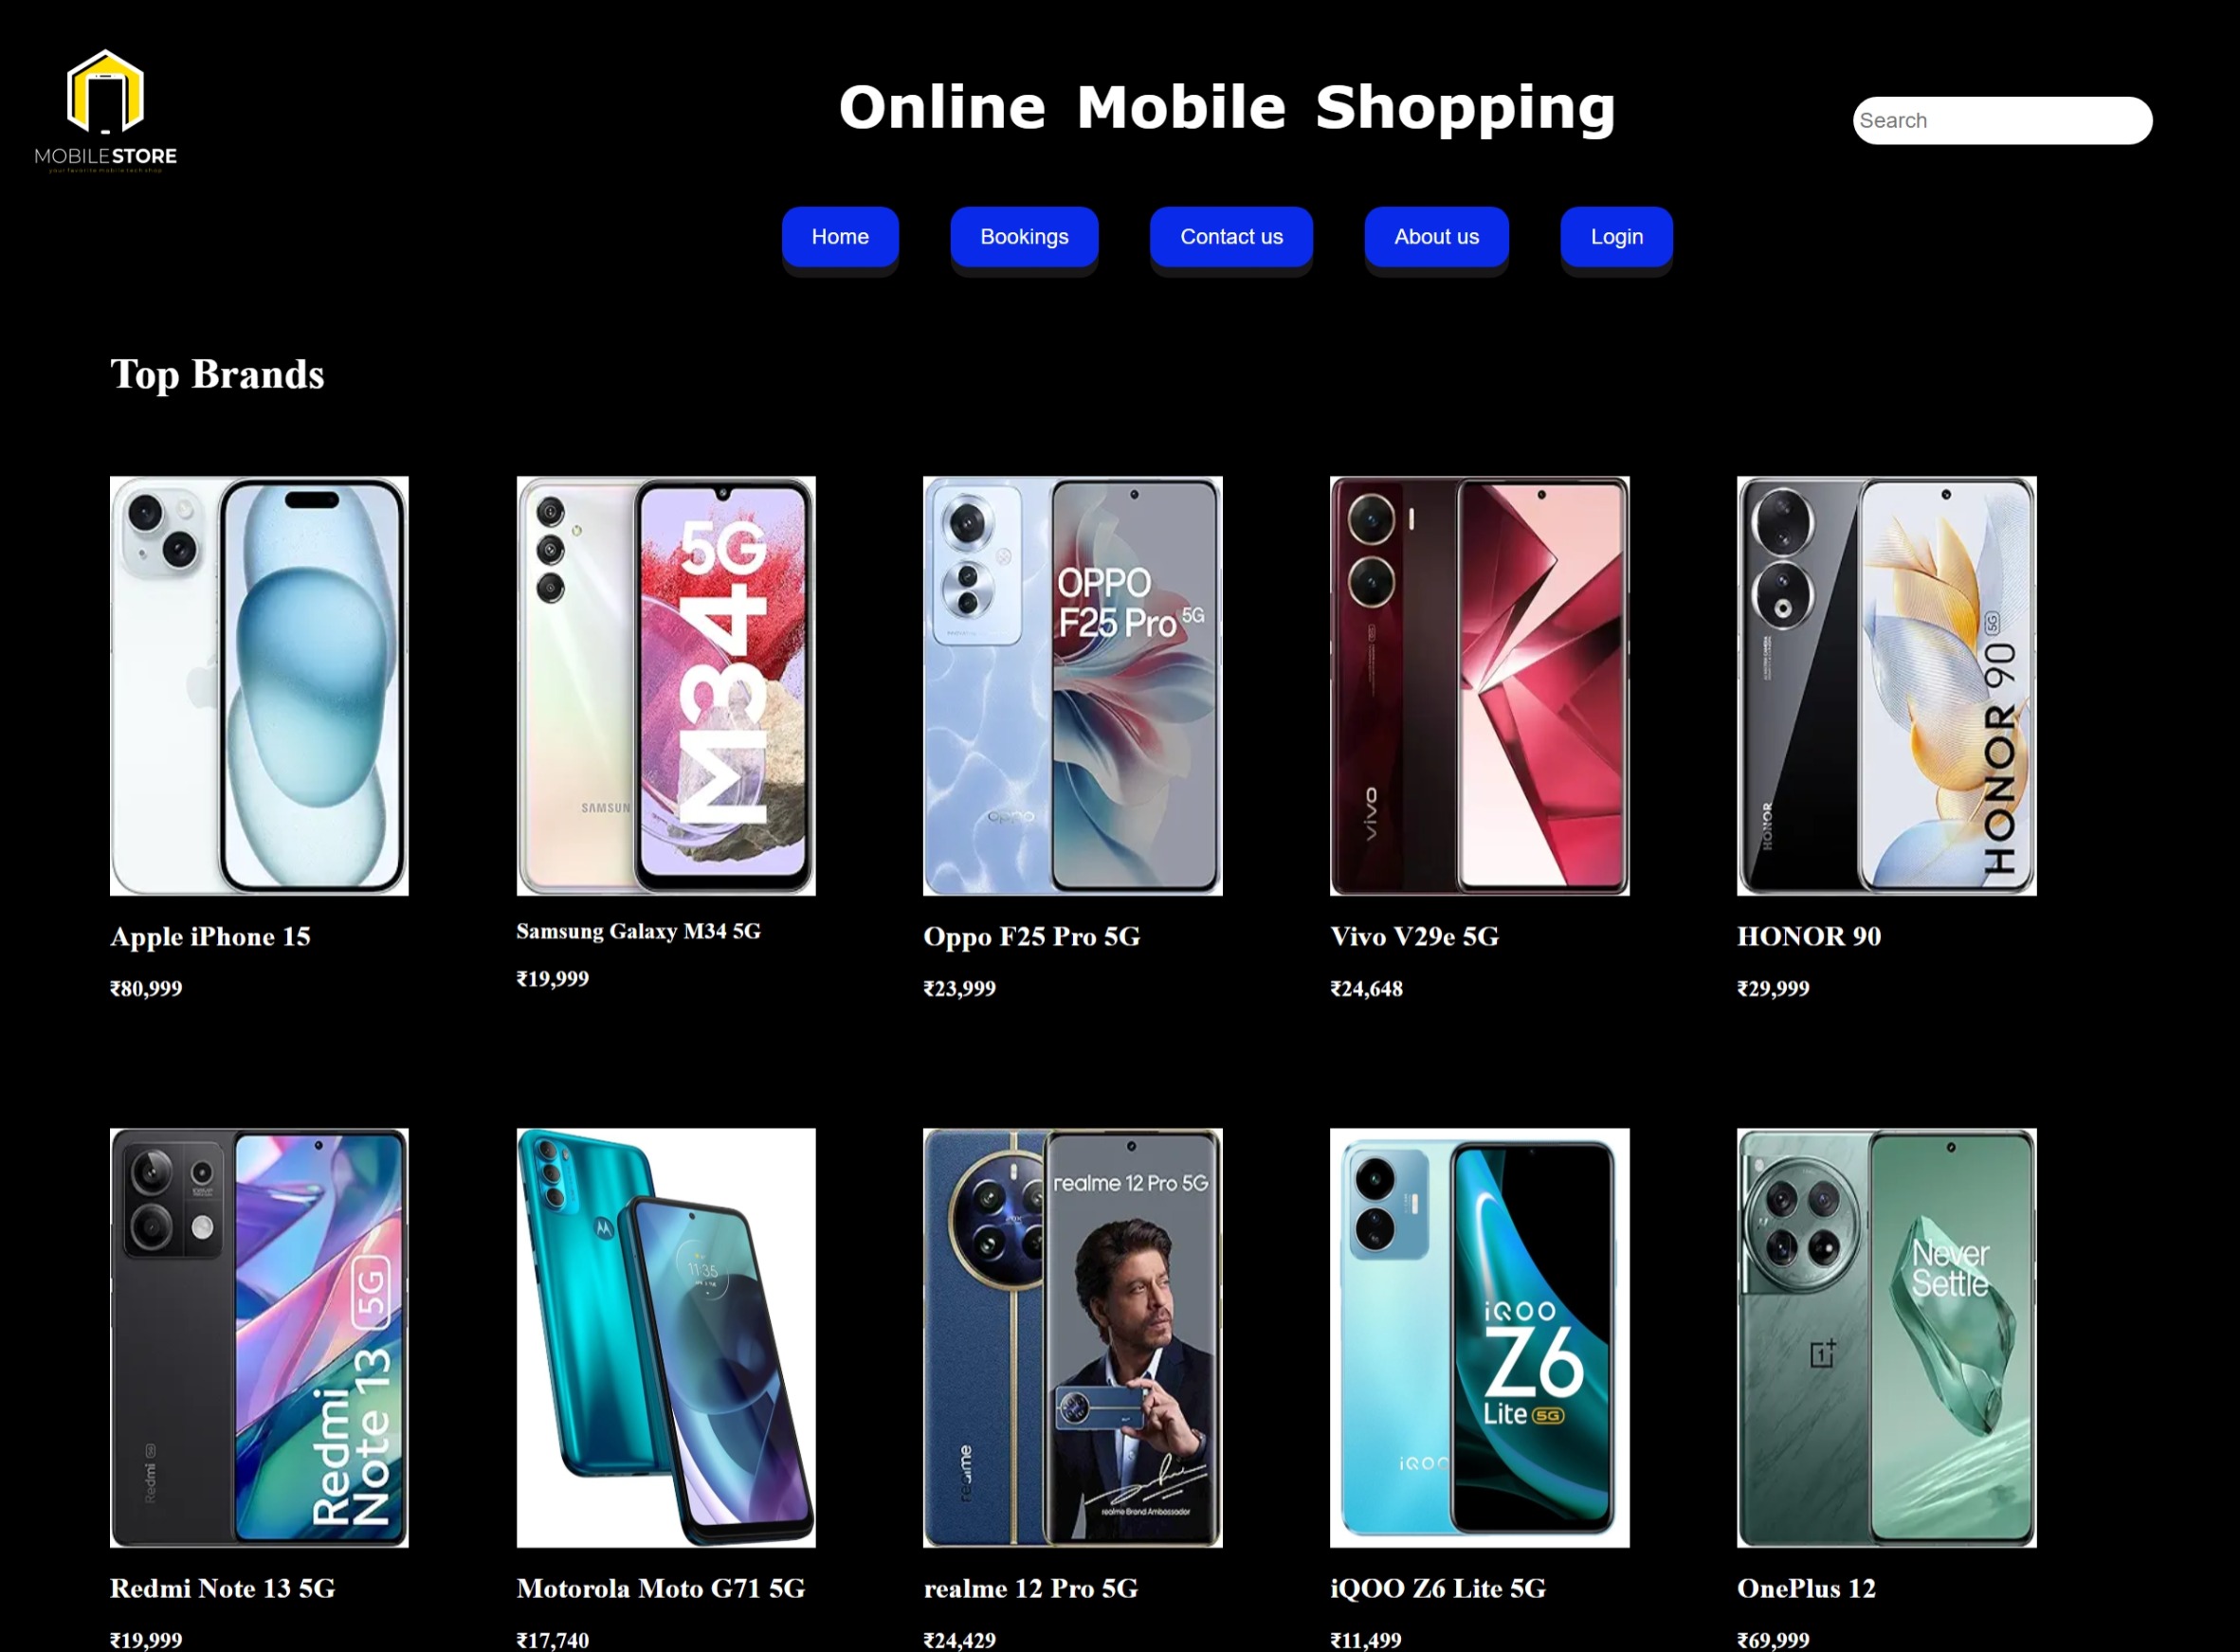 MOBILESTORE
your favorite mobile tech shop
Online Mobile Shopping
Search
Home
Bookings
Contact us
About us
Login
Top Brands
5G
M34
SAMSUN
OPPO
F25 Pro 5G
oppo
vivo
HONOR
HONOR 90 5G
Apple iPhone 15
₹80,999
Samsung Galaxy M34 5G
₹19,999
Oppo F25 Pro 5G
₹23,999
Vivo V29e 5G
₹24,648
HONOR 90
₹29,999
Redmi 5G
Redmi
Note 13 5G
11:35
realme
realme 12 Pro 5G
realme Brand Ambassador
iQOO
iQOO
Z6
Lite 5G
1+
Never
Settle
Redmi Note 13 5G
₹19,999
Motorola Moto G71 5G
₹17,740
realme 12 Pro 5G
₹24,429
iQOO Z6 Lite 5G
₹11,499
OnePlus 12
₹69,999